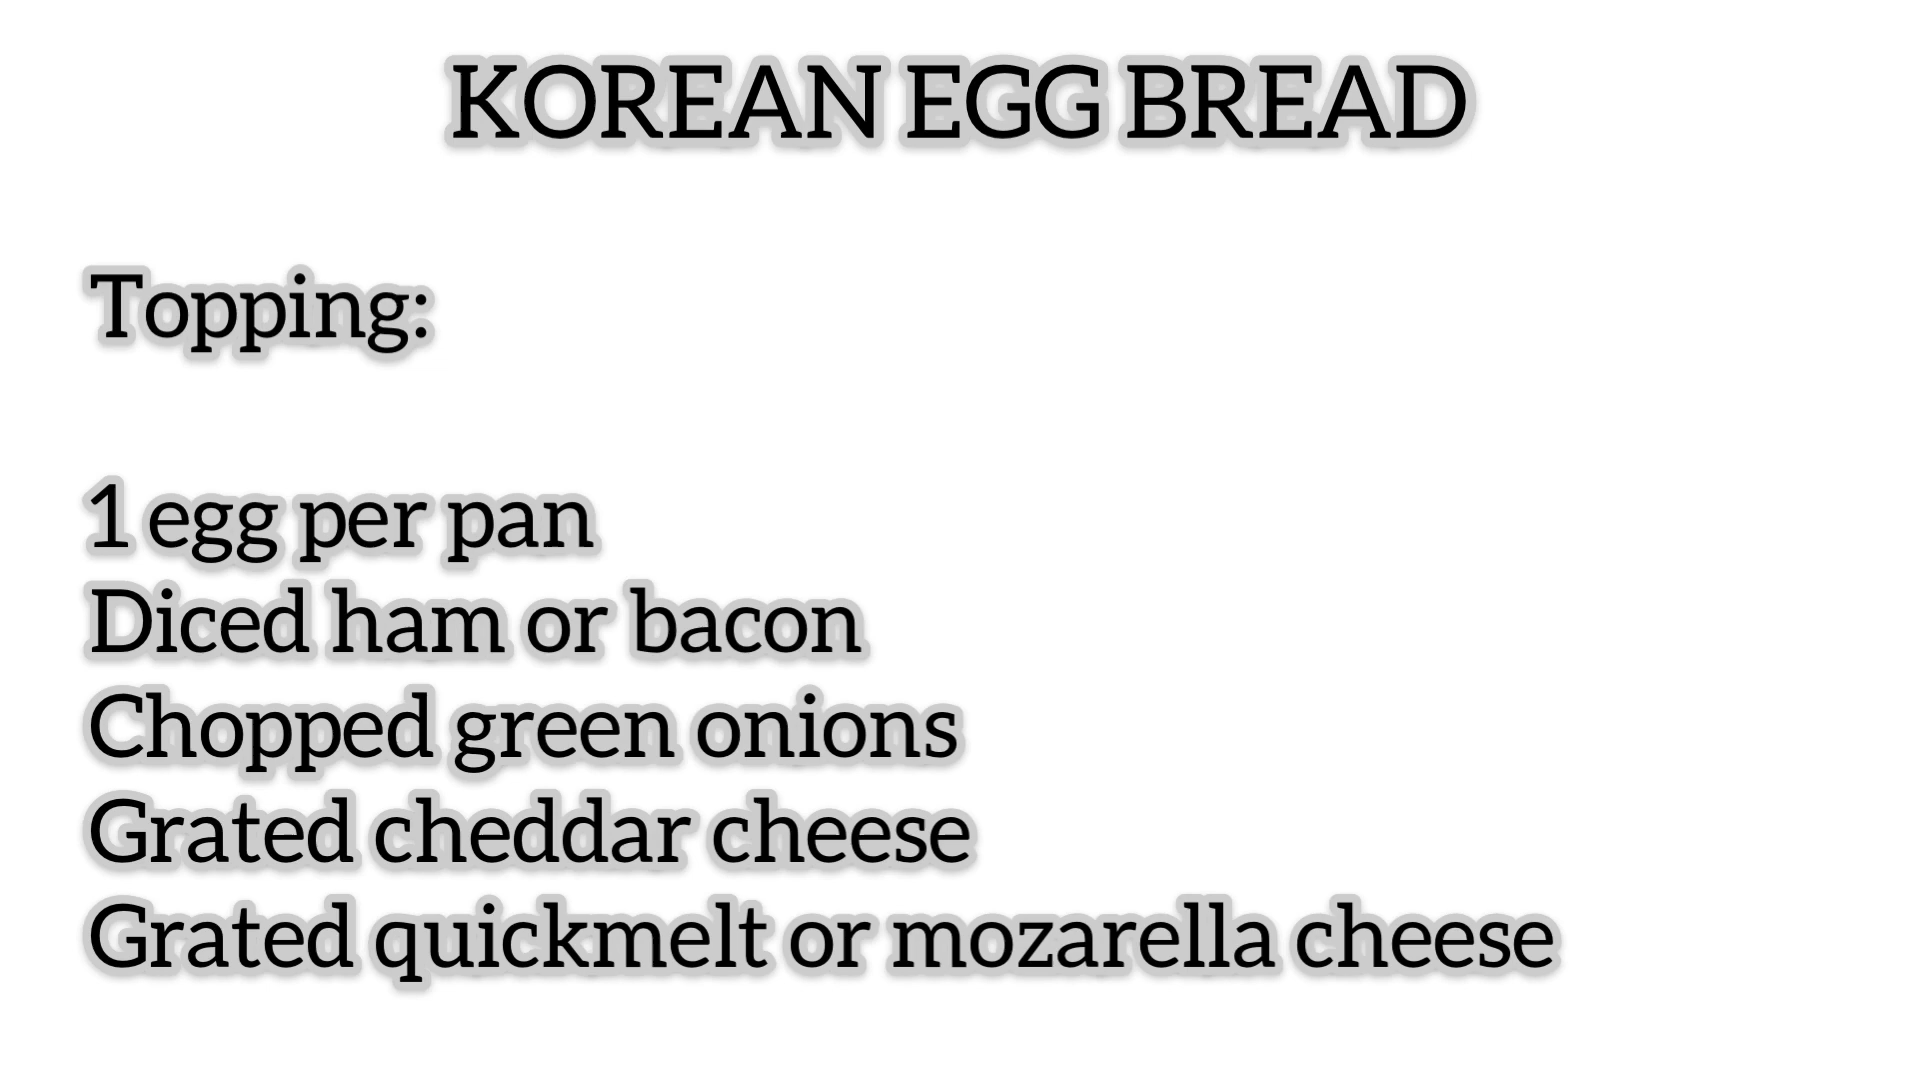 KOREAN EGG BREAD
Topping:
1 egg per pan
Diced ham or bacon
Chopped green onions
Grated cheddar cheese
Grated quickmelt or mozarella cheese